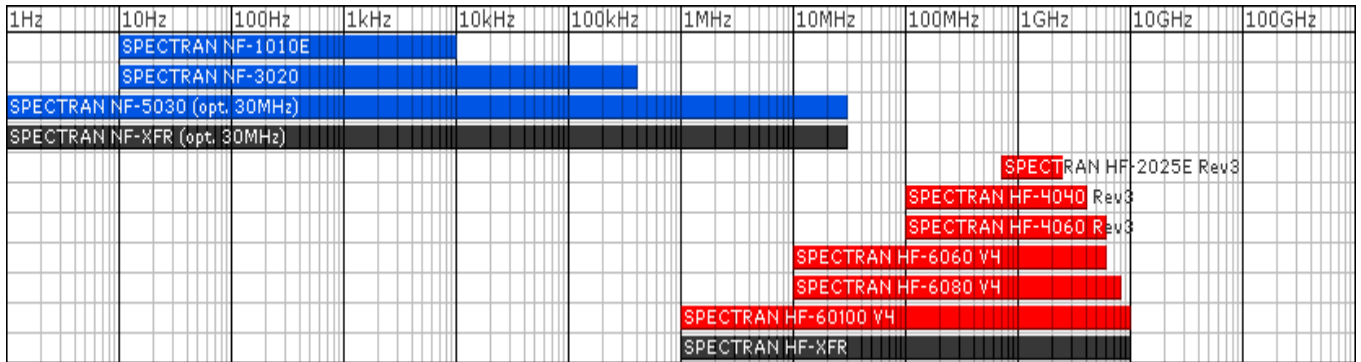 1Hz 10Hz 100Hz 1kHz 10kHz 100kHz 1MHz 10MHz 100MHz 1GHz 10GHz 100GHz
SPECTRAN NF-1010E
SPECTRAN NF-3020
SPECTRAN NF-5030 (opt. 30MHz)
SPECTRAN NF-XFR (opt. 30MHz)
SPECTRAN HF-2025E Rev3
SPECTRAN HF-4040 Rev3
SPECTRAN HF-4060 Rev3
SPECTRAN HF-6060 V4
SPECTRAN HF-6080 V4
SPECTRAN HF-60100 V4
SPECTRAN HF-XFR